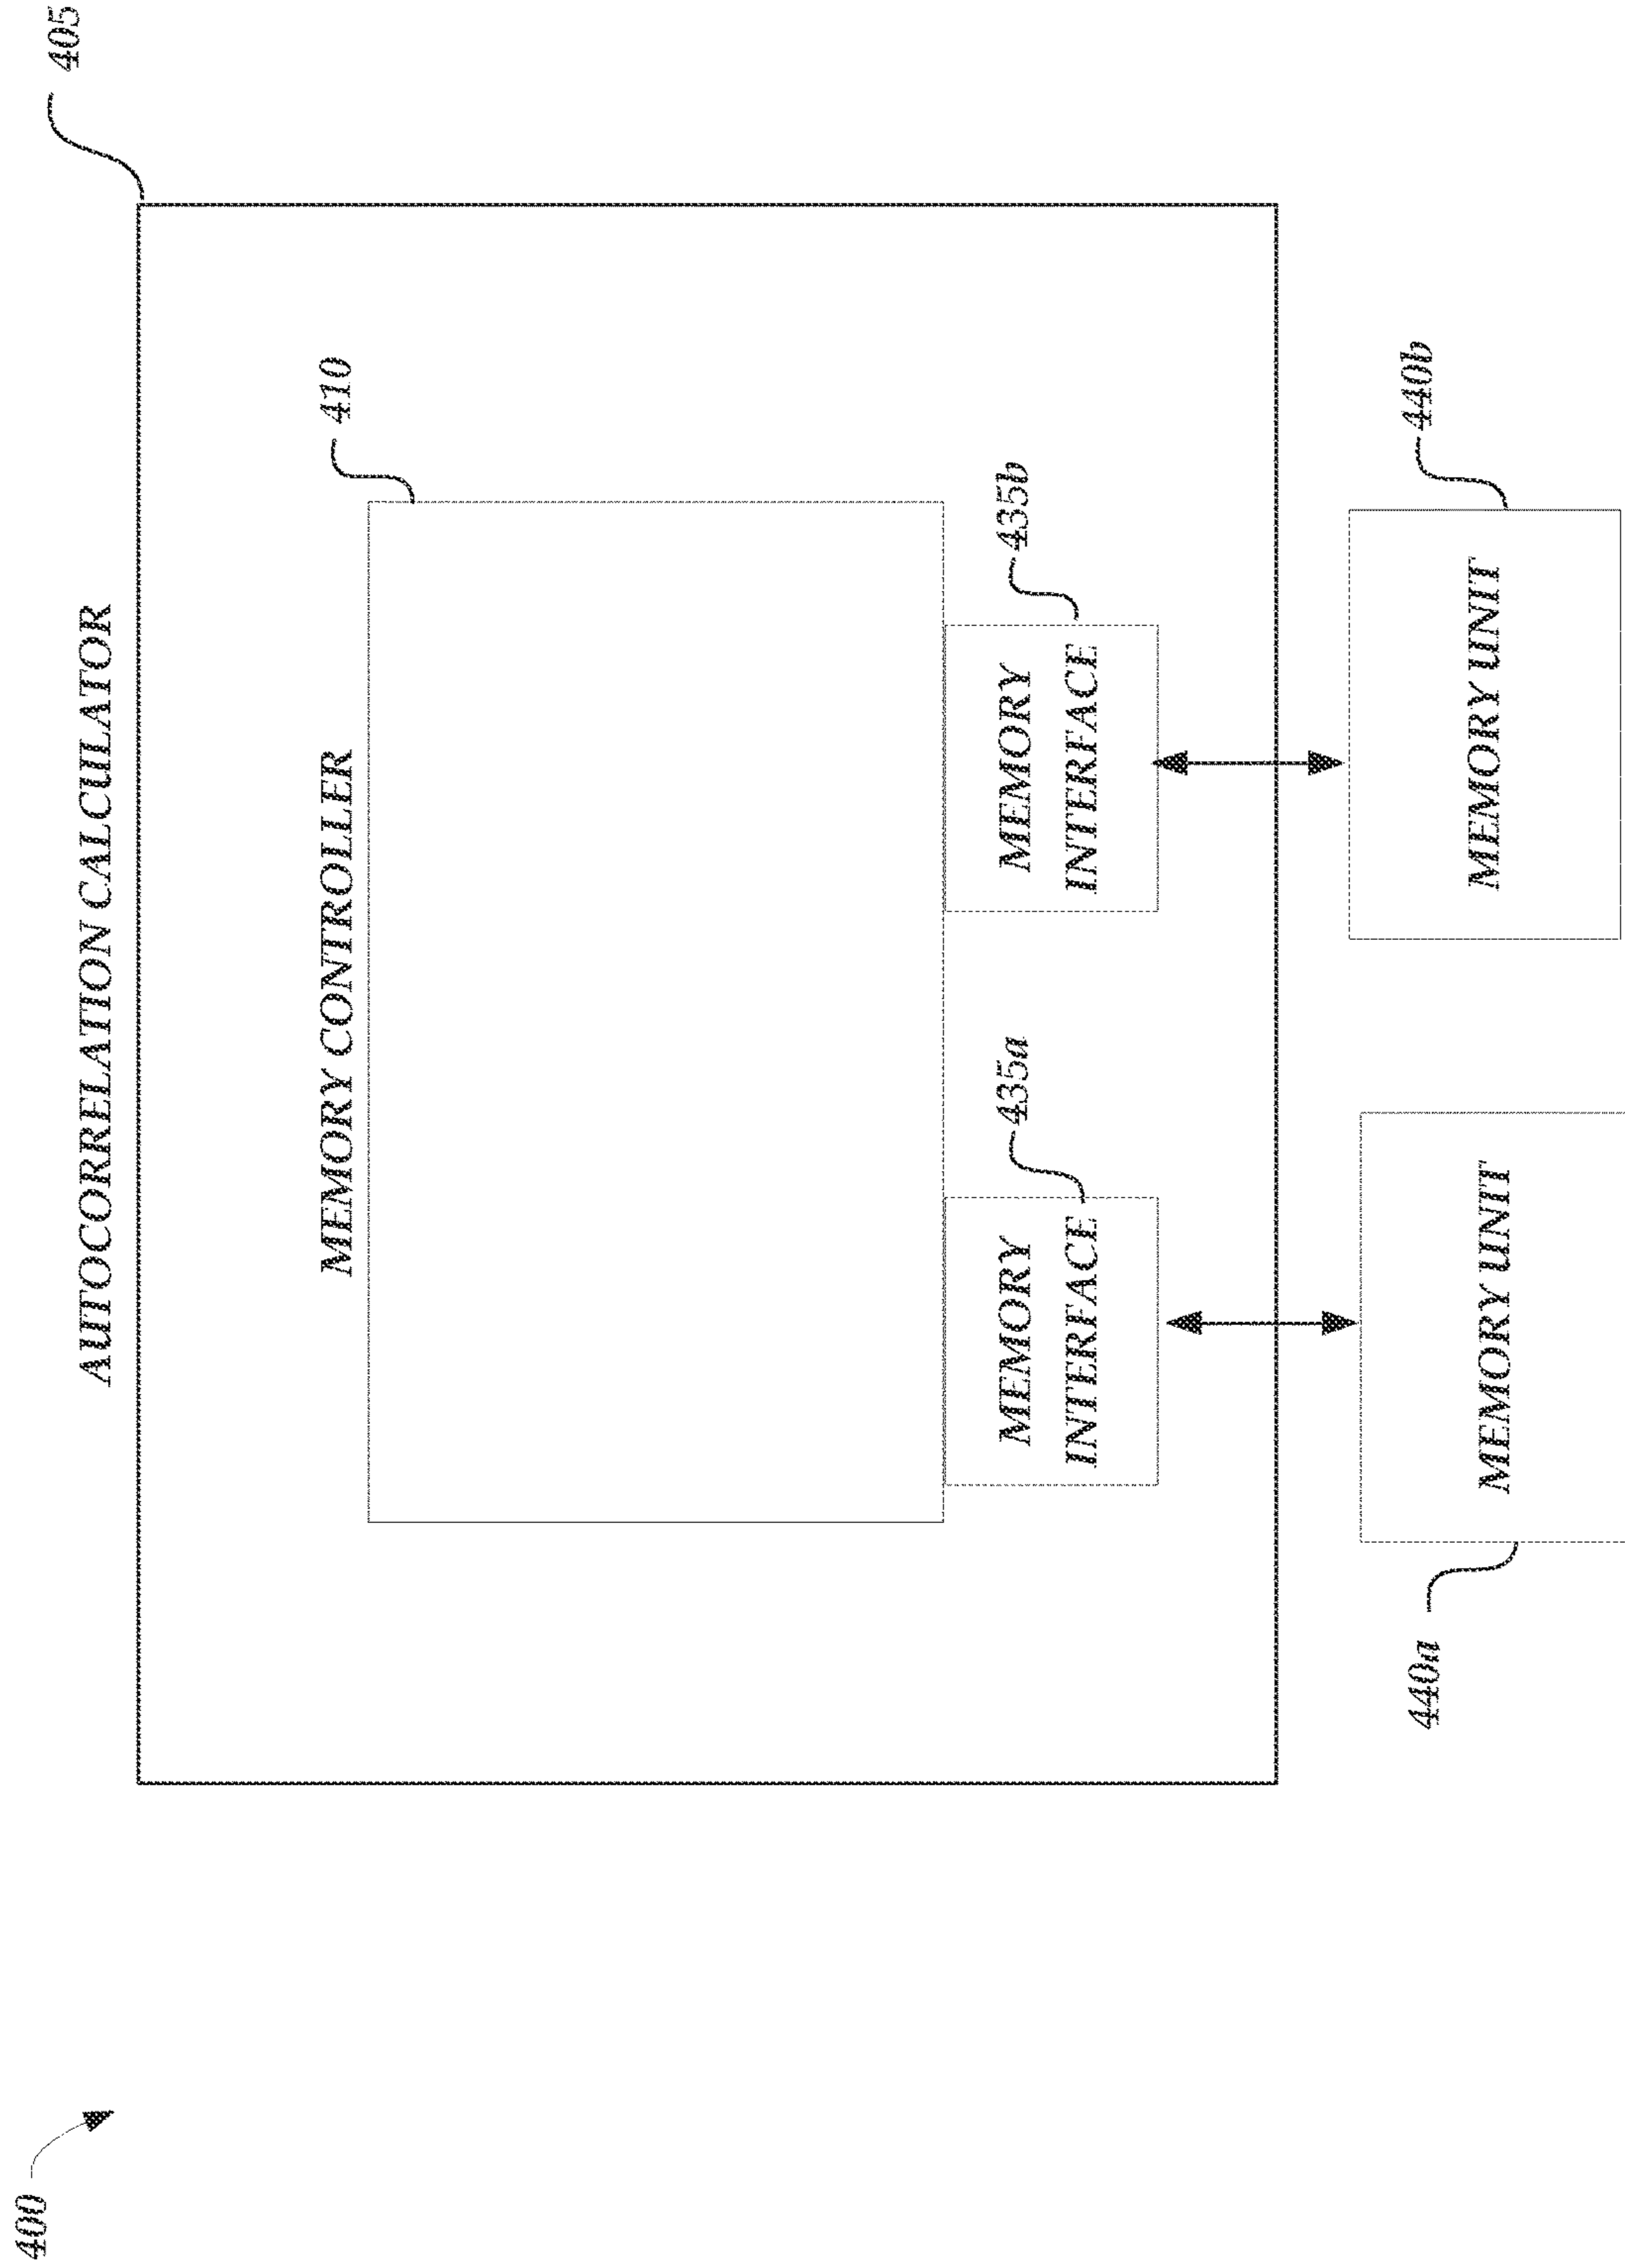 400
AUTOCORRELATION CALCULATOR
405
MEMORY CONTROLLER
410
435a
435b
MEMORY
INTERFACE
MEMORY
INTERFACE
440a
440b
MEMORY UNIT
MEMORY UNIT